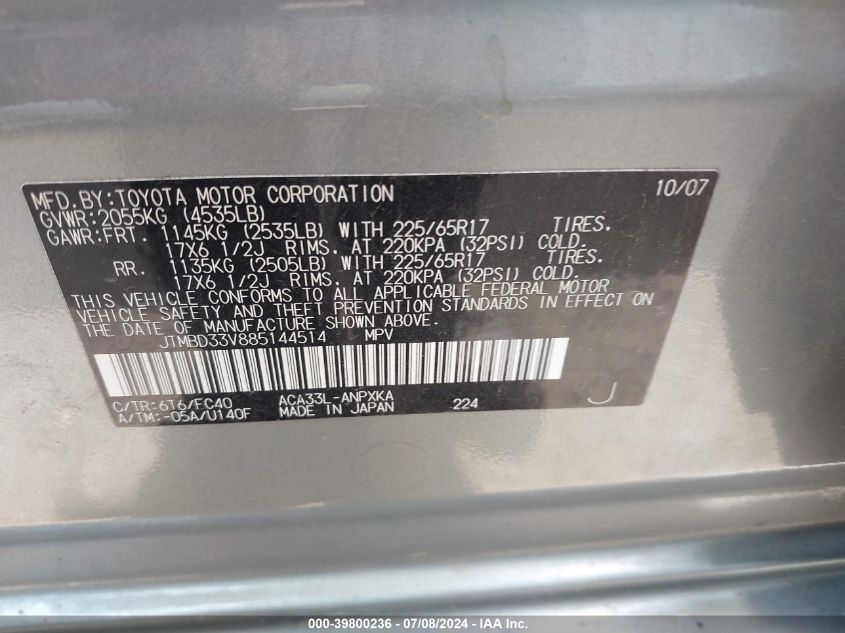 MFD.BY:TOYOTA MOTOR CORPORATION 10/07
GVWR:2055KG (4535LB)
GAWR:FRT. 1145KG (2535LB) WITH 225/65R17 TIRES.
17X6 1/2J RIMS. AT 220KPA (32PSI) COLD.
RR. 1135KG (2505LB) WITH 225/65R17 TIRES.
17X6 1/2J RIMS. AT 220KPA (32PSI) COLD.
THIS VEHICLE CONFORMS TO ALL APPLICABLE FEDERAL MOTOR
VEHICLE SAFETY AND THEFT PREVENTION STANDARDS IN EFFECT ON
THE DATE OF MANUFACTURE SHOWN ABOVE.
JTMBD33V885144514 MPV
C/TR:6T6/FC40 ACA33L-ANPXKA
A/TM:-05A/U140F MADE IN JAPAN 224 J
000-39800236 - 07/08/2024 - IAA Inc.